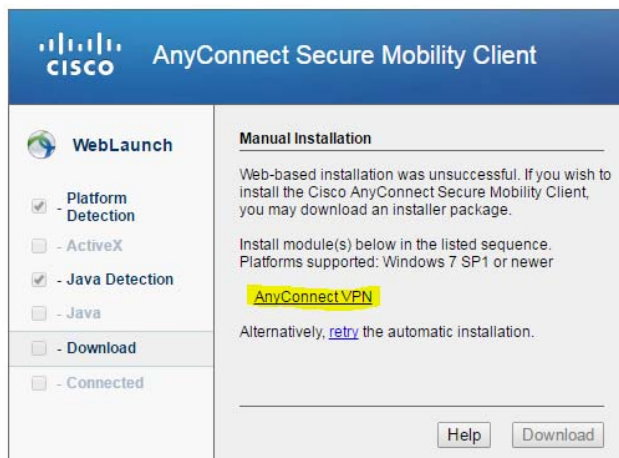 CISCO
AnyConnect Secure Mobility Client
WebLaunch
- Platform
Detection
- ActiveX
- Java Detection
- Java
- Download
- Connected
Manual Installation
Web-based installation was unsuccessful. If you wish to
install the Cisco AnyConnect Secure Mobility Client,
you may download an installer package.
Install module(s) below in the listed sequence.
Platforms supported: Windows 7 SP1 or newer
AnyConnect VPN
Alternatively, retry the automatic installation.
Help
Download